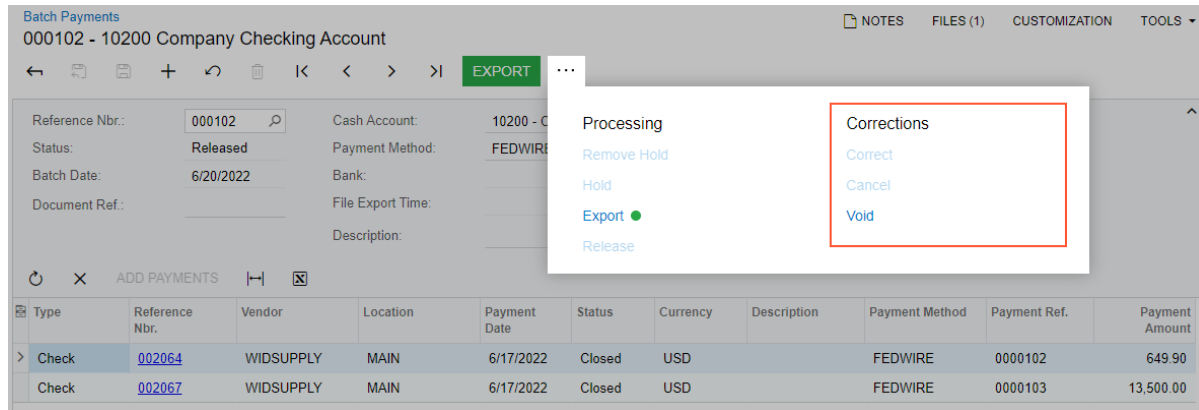 Batch Payments
NOTES FILES (1) CUSTOMIZATION TOOLS
000102 - 10200 Company Checking Account
EXPORT ...
Reference Nbr.: 000102 Cash Account: 10200 - C
Status: Released Payment Method: FEDWIRE
Batch Date: 6/20/2022 Bank:
Document Ref.: File Export Time:
Description:
Processing Corrections
Remove Hold Correct
Hold Cancel
Export Void
Release
ADD PAYMENTS
Type Reference Nbr. Vendor Location Payment Date Status Currency Description Payment Method Payment Ref. Payment Amount
Check 002064 WIDSUPPLY MAIN 6/17/2022 Closed USD FEDWIRE 0000102 649.90
Check 002067 WIDSUPPLY MAIN 6/17/2022 Closed USD FEDWIRE 0000103 13,500.00